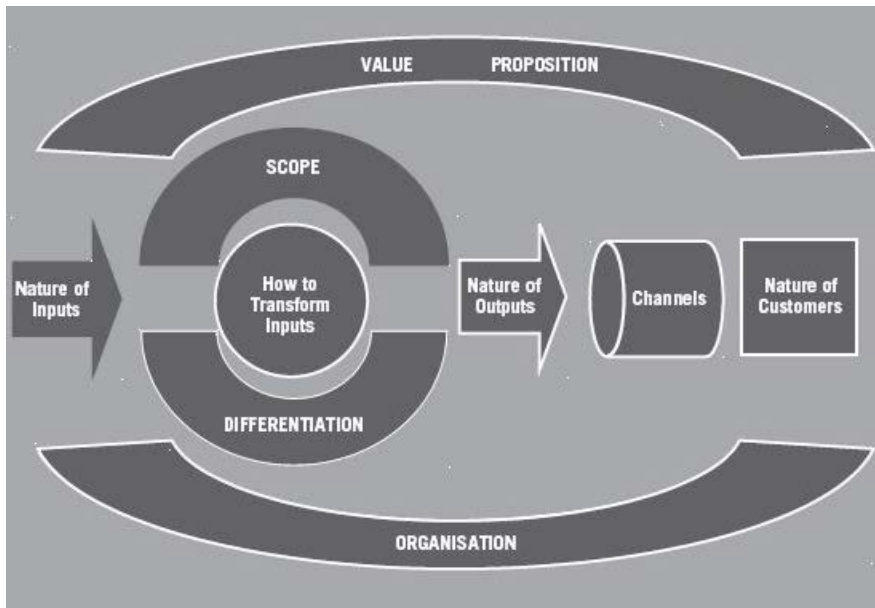 VALUE PROPOSITION
SCOPE
Nature of
Inputs
How to
Transform
Inputs
Nature of
Outputs
Channels
Nature of
Customers
DIFFERENTIATION
ORGANISATION